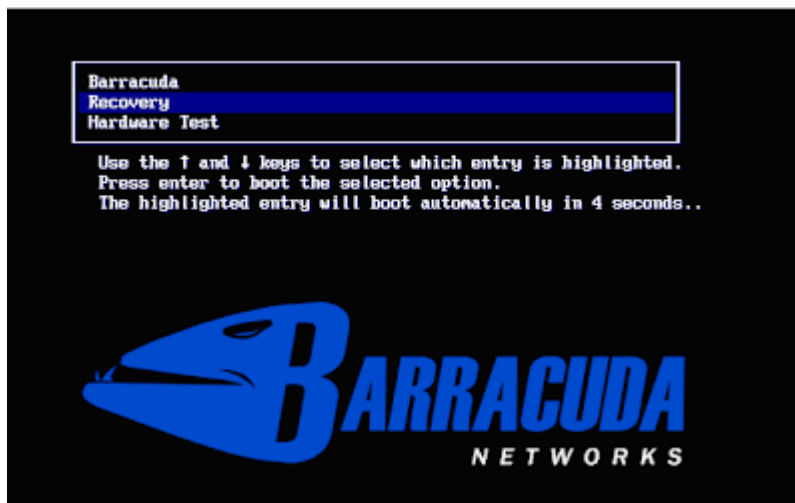 Barracuda
Recovery
Hardware Test
Use the ↑ and ↓ keys to select which entry is highlighted.
Press enter to boot the selected option.
The highlighted entry will boot automatically in 4 seconds..
BARRACUDA
NETWORKS